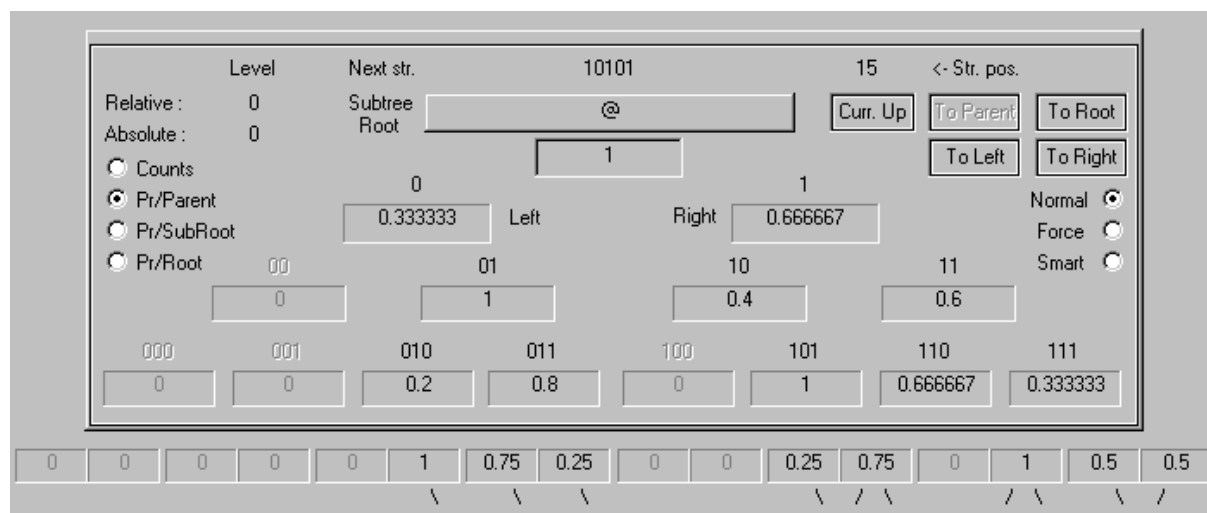 Level Next str. 10101 15 <- Str. pos.
Relative : 0 Subtree Root @ Curr. Up To Parent To Root
Absolute : 0
1 To Left To Right
Counts
0 1
Pr/Parent Normal
0.333333 Left Right 0.666667
Pr/SubRoot Force
Pr/Root 00 01 10 11 Smart
0 1 0.4 0.6
000 001 010 011 100 101 110 111
0 0 0.2 0.8 0 1 0.666667 0.333333
0 0 0 0 0 1 0.75 0.25 0 0 0.25 0.75 0 1 0.5 0.5
\ \ \ \ / \ / \ \ /